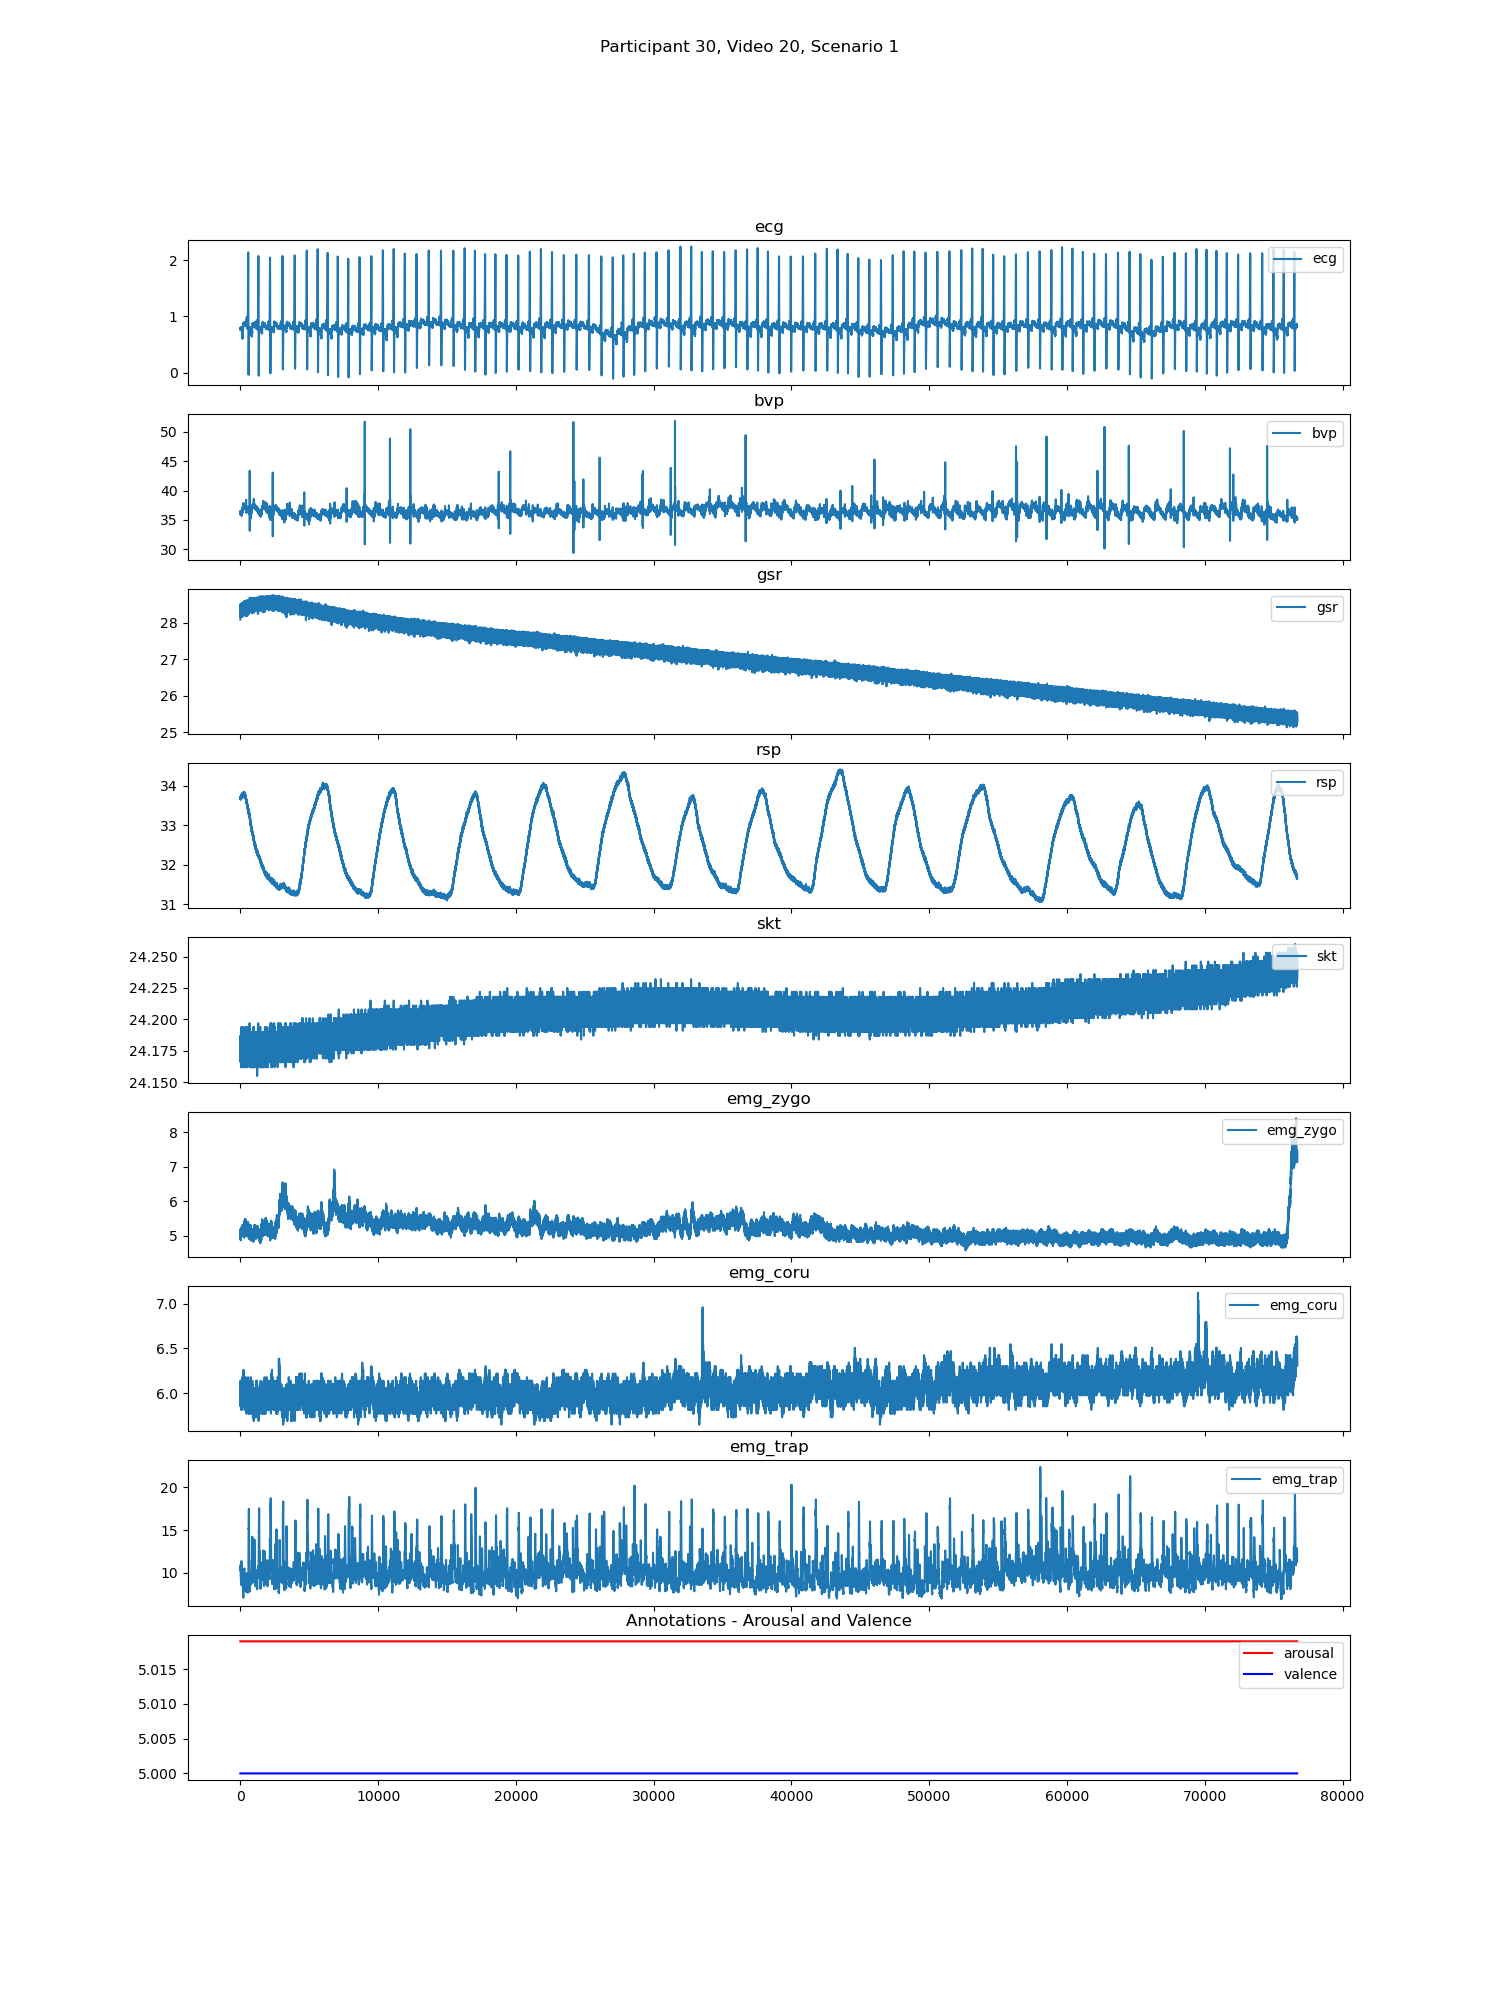 Participant 30, Video 20, Scenario 1
ecg
2
1
0
ecg
bvp
50
45
40
35
30
bvp
gsr
28
27
26
25
gsr
rsp
34
33
32
31
rsp
skt
24.250
24.225
24.200
24.175
24.150
skt
emg_zygo
8
7
6
5
emg_zygo
emg_coru
7.0
6.5
6.0
emg_coru
emg_trap
20
15
10
emg_trap
Annotations - Arousal and Valence
5.015
5.010
5.005
5.000
arousal
valence
0 10000 20000 30000 40000 50000 60000 70000 80000